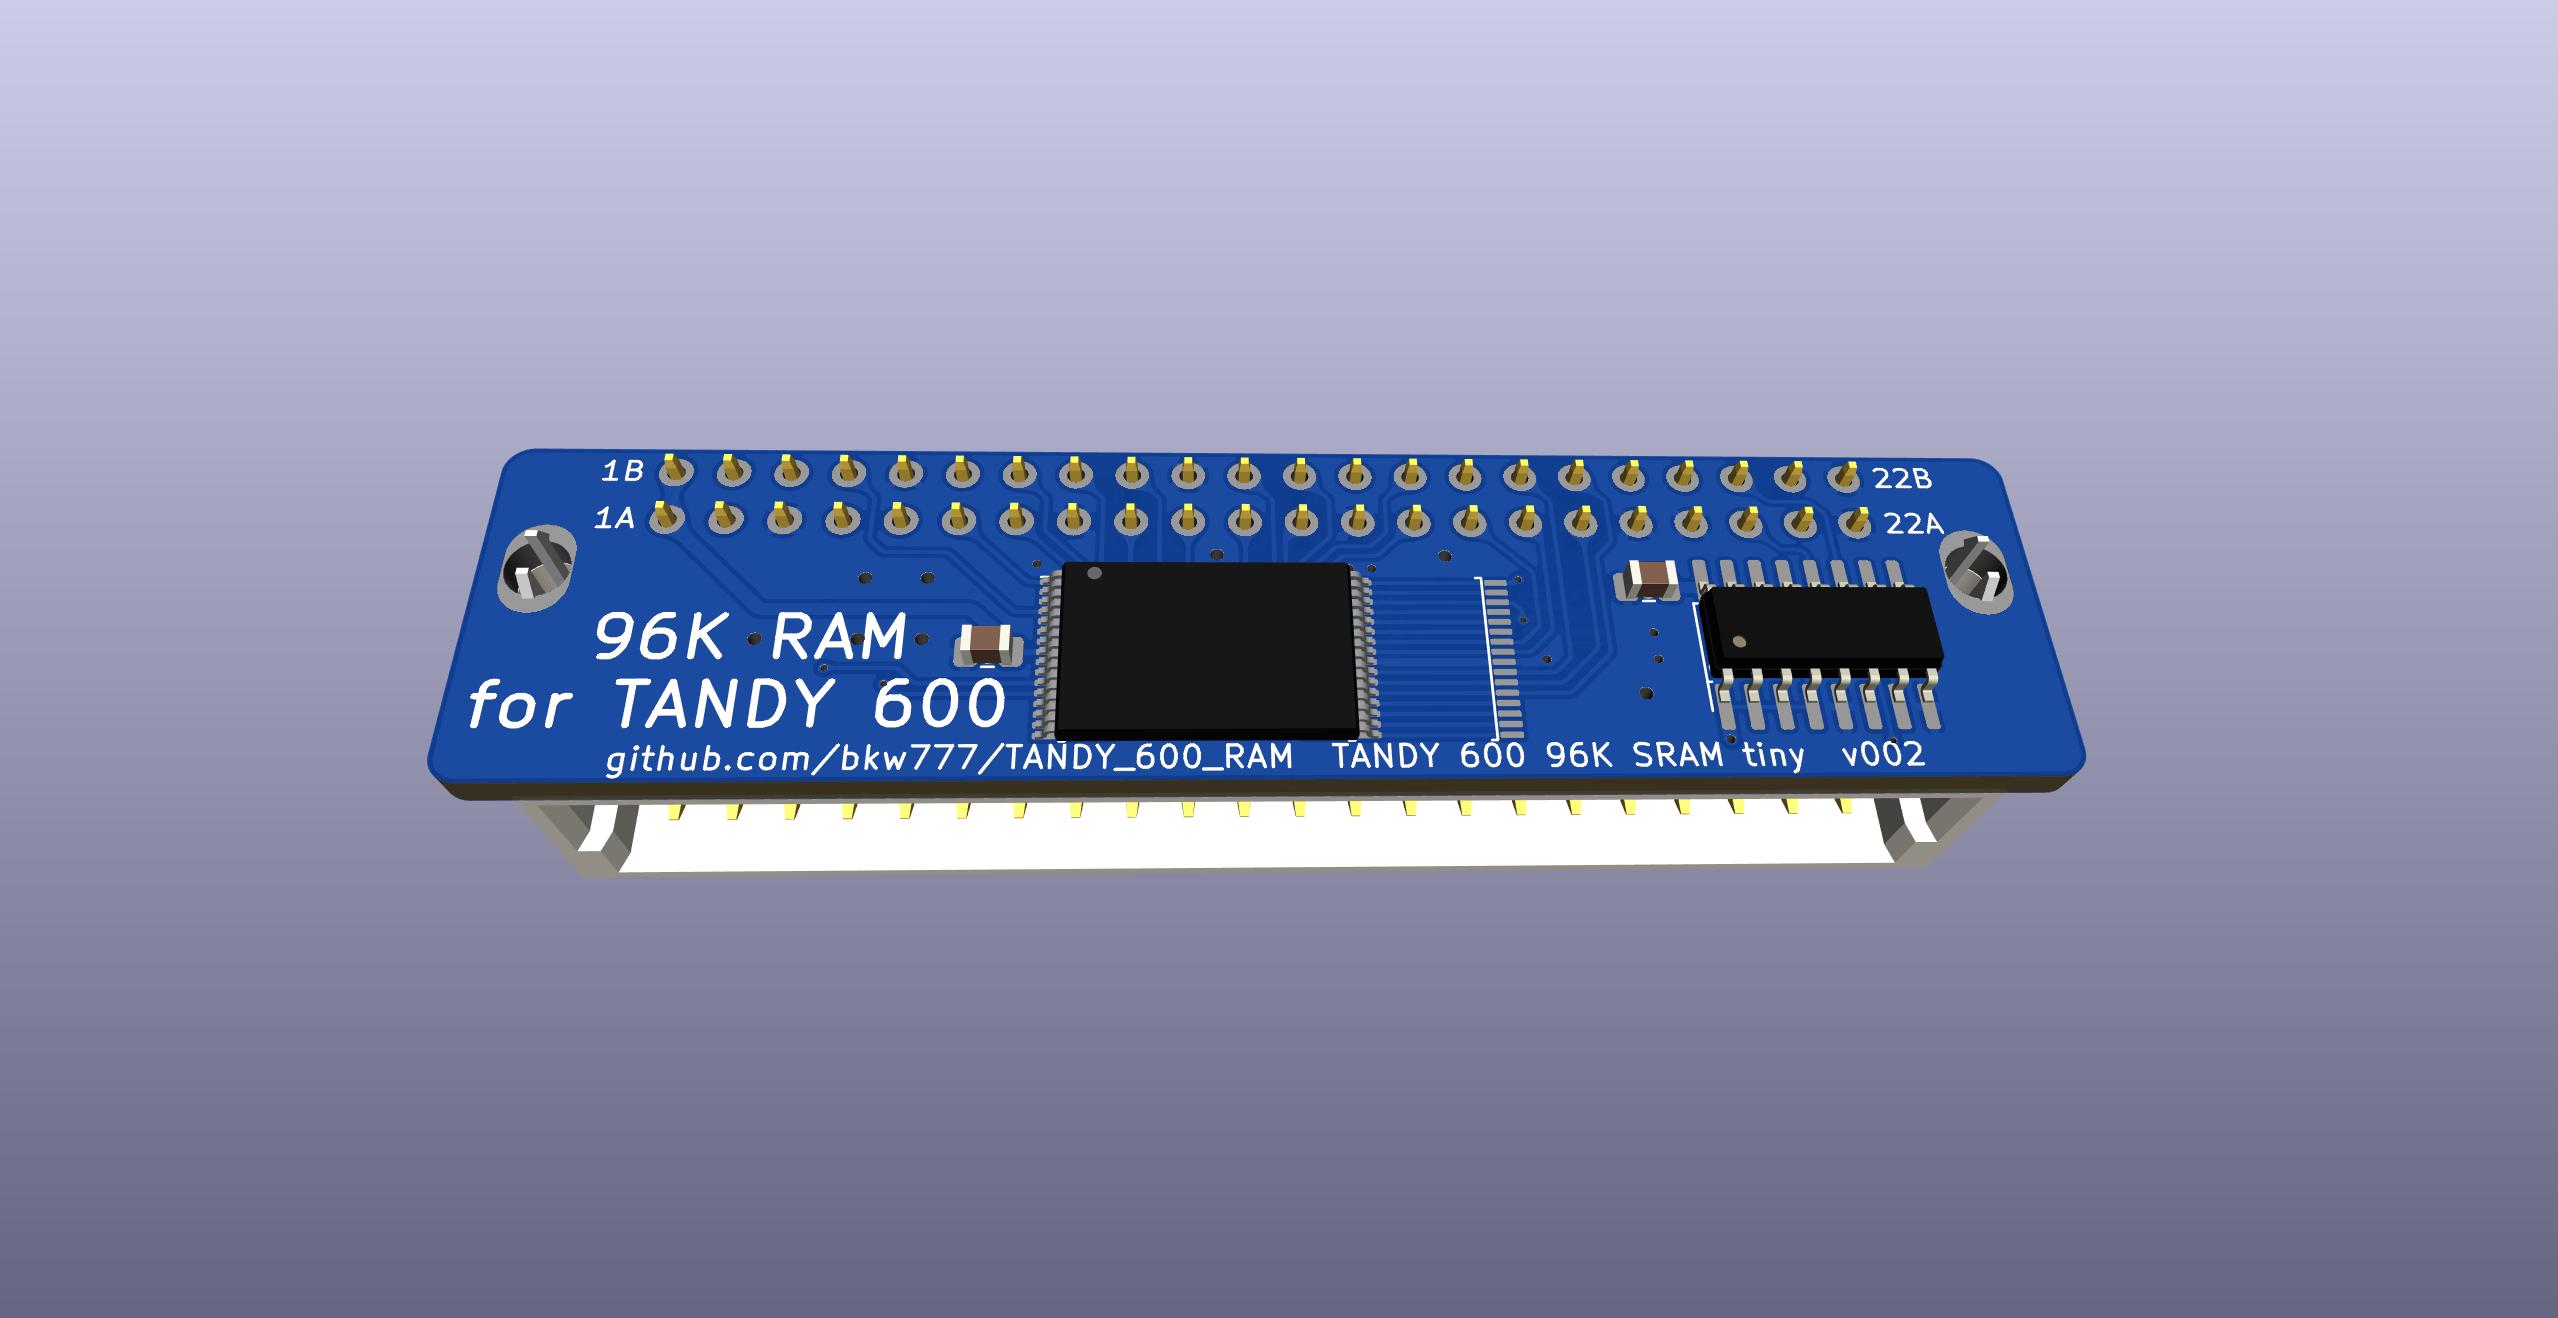 1B 22B
1A 22A
96K RAM
for TANDY 600
github.com/bkw777/TANDY_600_RAM TANDY 600 96K SRAM tiny v002